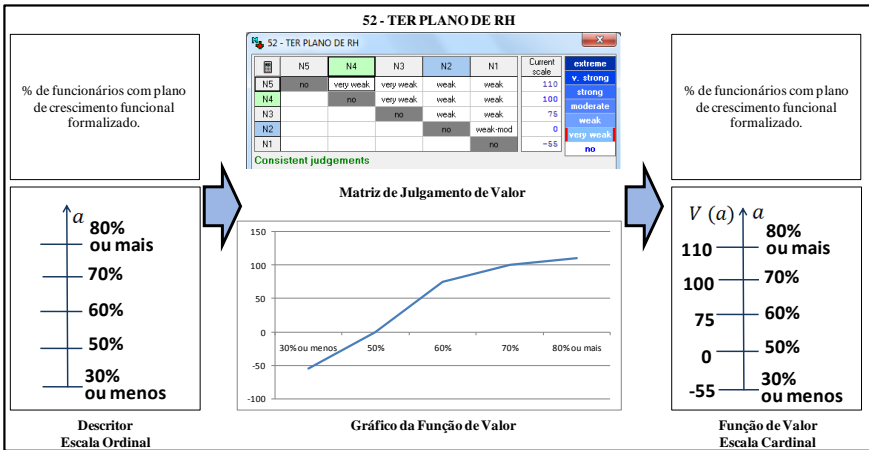 52 - TER PLANO DE RH
% de funcionários com plano
de crescimento funcional
formalizado.
52 - TER PLANO DE RH
N5 N4 N3 N2 N1 Current scale
N5 no very weak very weak weak weak 110
N4 no very weak weak weak 100
N3 no weak weak 75
N2 no weak-mod 0
N1 no -55
Consistent judgements
extreme
v. strong
strong
moderate
weak
very weak
no
Matriz de Julgamento de Valor
% de funcionários com plano
de crescimento funcional
formalizado.
a
80%
ou mais
70%
60%
50%
30%
ou menos
Descritor
Escala Ordinal
150
100
50
0
-50
-100
30% ou menos 50% 60% 70% 80% ou mais
Gráfico da Função de Valor
V (a) a
110 80%
ou mais
100 70%
75 60%
0 50%
-55 30%
ou menos
Função de Valor
Escala Cardinal